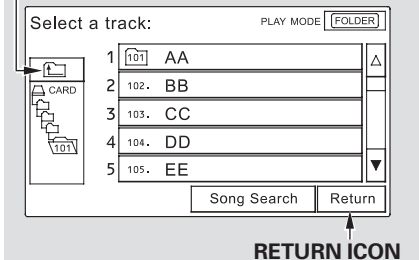 Select a track: PLAY MODE FOLDER
1 101 AA
CARD
2 102. BB
3 103. CC
4 104. DD
101
5 105. EE
Song Search Return
RETURN ICON